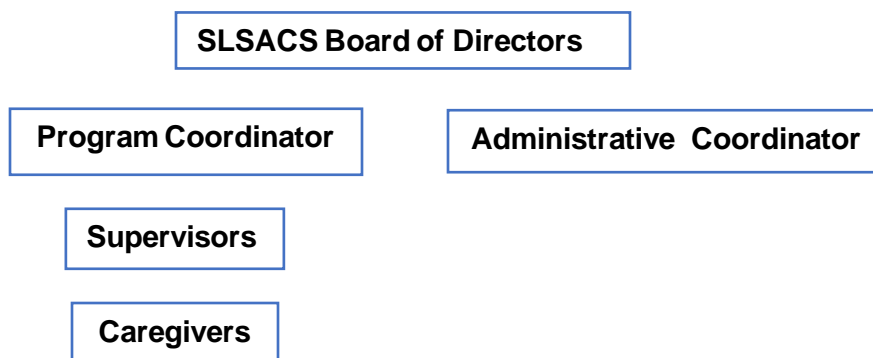 SLSACS Board of Directors
Program Coordinator
Administrative Coordinator
Supervisors
Caregivers